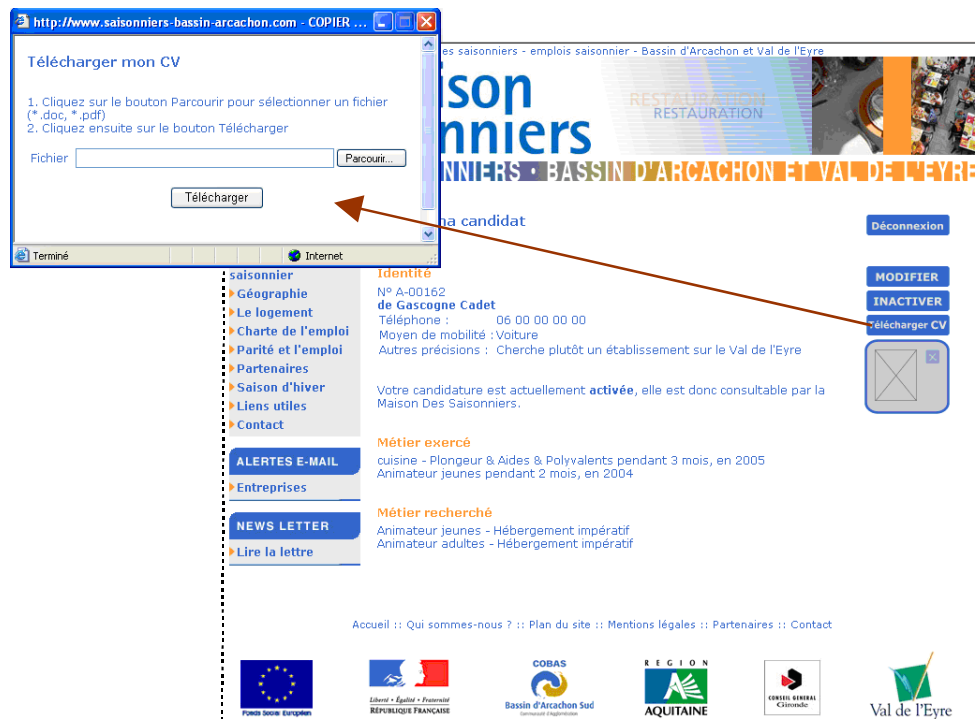 http://www.saisonniers-bassin-arcachon.com - COPIER ...
Télécharger mon CV
1. Cliquez sur le bouton Parcourir pour sélectionner un fichier
(*.doc, *.pdf)
2. Cliquez ensuite sur le bouton Télécharger
Fichier
Parcourir...
Télécharger
Terminé
Internet
es saisonniers - emplois saisonnier - Bassin d'Arcachon et Val de l'Eyre
ison
nniers
RESTAURATION
RESTAURATION
NNIERS • BASSIN D'ARCACHON ET VAL DE L'EYRE
na candidat
Déconnexion
MODIFIER
INACTIVER
Télécharger CV
saisonnier
Géographie
Le logement
Charte de l'emploi
Parité et l'emploi
Partenaires
Saison d'hiver
Liens utiles
Contact
ALERTES E-MAIL
Entreprises
NEWS LETTER
Lire la lettre
Identité
N° A-00162
de Gascogne Cadet
Téléphone : 06 00 00 00 00
Moyen de mobilité : Voiture
Autres précisions : Cherche plutôt un établissement sur le Val de l'Eyre
Votre candidature est actuellement activée, elle est donc consultable par la
Maison Des Saisonniers.
Métier exercé
cuisine - Plongeur & Aides & Polyvalents pendant 3 mois, en 2005
Animateur jeunes pendant 2 mois, en 2004
Métier recherché
Animateur jeunes - Hébergement impératif
Animateur adultes - Hébergement impératif
Accueil :: Qui sommes-nous ? :: Plan du site :: Mentions légales :: Partenaires :: Contact
Fonds Social Européen
Liberté • Égalité • Fraternité
RÉPUBLIQUE FRANÇAISE
COBAS
Bassin d'Arcachon Sud
REGION
AQUITAINE
CONSEIL GENERAL
Gironde
Val de l'Eyre